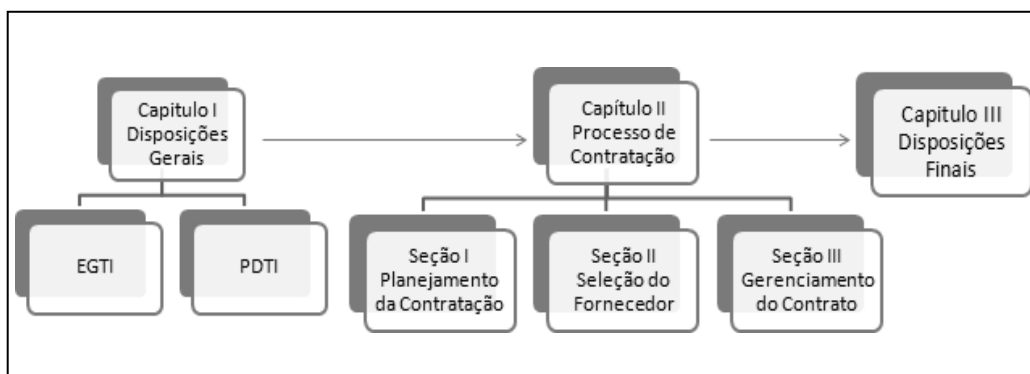 Capitulo I
Disposições
Gerais
Capítulo II
Processo de
Contratação
Capitulo III
Disposições
Finais
EGTI
PDTI
Seção I
Planejamento
da Contratação
Seção II
Seleção do
Fornecedor
Seção III
Gerenciamento
do Contrato